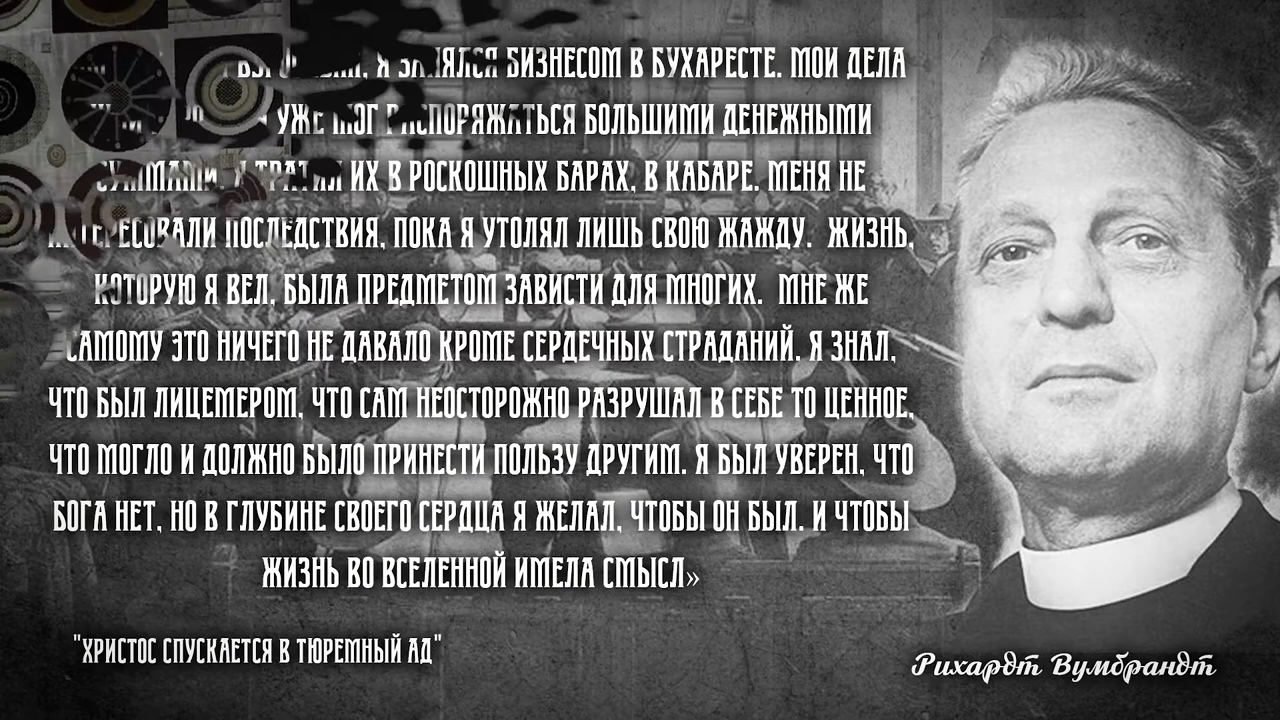 Я ЗАНЯЛСЯ БИЗНЕСОМ В БУХАРЕСТЕ. МОИ ДЕЛА
УЖЕ МОГ РАСПОРЯЖАТЬСЯ БОЛЬШИМИ ДЕНЕЖНЫМИ
СУММАМИ. Я ТРАТИЛ ИХ В РОСКОШНЫХ БАРАХ, В КАБАРЕ. МЕНЯ НЕ
ИНТЕРЕСОВАЛИ ПОСЛЕДСТВИЯ, ПОКА Я УТОЛЯЛ ЛИШЬ СВОЮ ЖАЖДУ. ЖИЗНЬ,
КОТОРУЮ Я ВЕЛ, БЫЛА ПРЕДМЕТОМ ЗАВИСТИ ДЛЯ МНОГИХ. МНЕ ЖЕ
САМОМУ ЭТО НИЧЕГО НЕ ДАВАЛО КРОМЕ СЕРДЕЧНЫХ СТРАДАНИЙ. Я ЗНАЛ,
ЧТО БЫЛ ЛИЦЕМЕРОМ, ЧТО САМ НЕОСТОРОЖНО РАЗРУШАЛ В СЕБЕ ТО ЦЕННОЕ,
ЧТО МОГЛО И ДОЛЖНО БЫЛО ПРИНЕСТИ ПОЛЬЗУ ДРУГИМ. Я БЫЛ УВЕРЕН, ЧТО
БОГА НЕТ, НО В ГЛУБИНЕ СВОЕГО СЕРДЦА Я ЖЕЛАЛ, ЧТОБЫ ОН БЫЛ. И ЧТОБЫ
ЖИЗНЬ ВО ВСЕЛЕННОЙ ИМЕЛА СМЫСЛ»
"ХРИСТОС СПУСКАЕТСЯ В ТЮРЕМНЫЙ АД"
Рихардт Вумбрандт